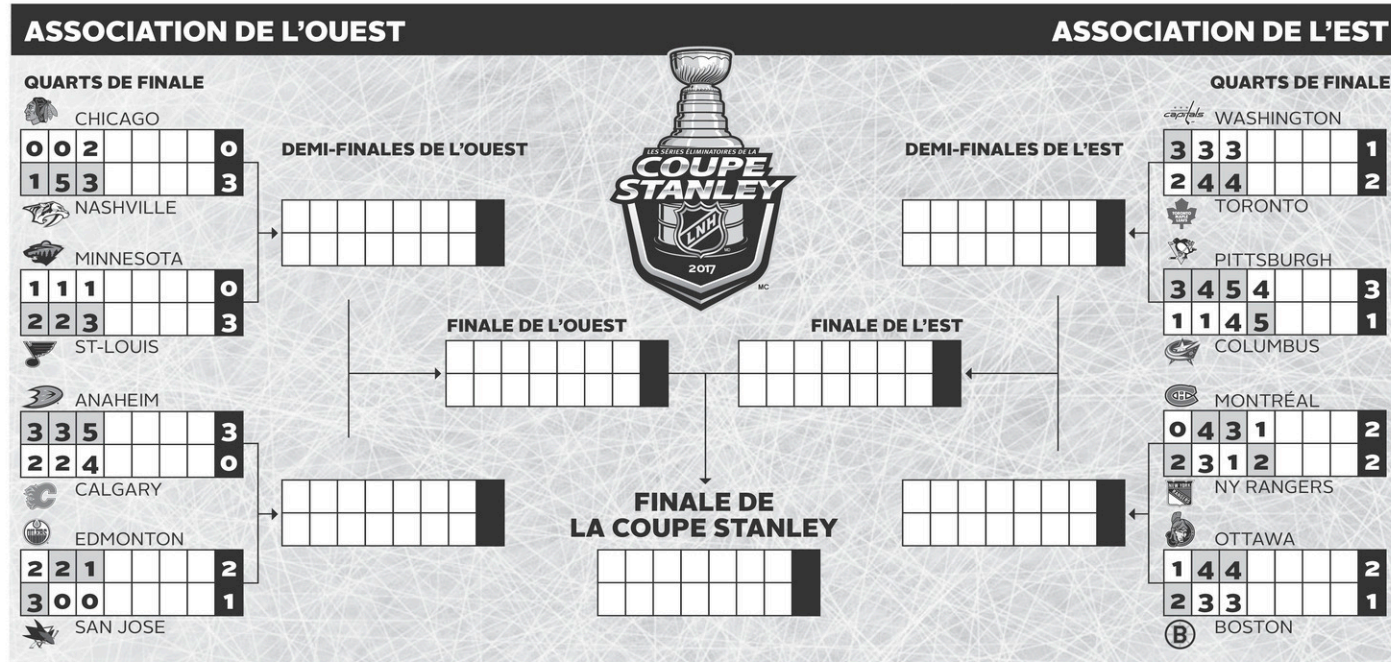 ASSOCIATION DE L'OUEST
ASSOCIATION DE L'EST
QUARTS DE FINALE
CHICAGO
0 0 2 0
1 5 3 3
NASHVILLE
MINNESOTA
1 1 1 0
2 2 3 3
ST-LOUIS
ANAHEIM
3 3 5 3
2 2 4 0
CALGARY
EDMONTON
2 2 1 2
3 0 0 1
SAN JOSE
DEMI-FINALES DE L'OUEST
FINALE DE L'OUEST
LES SÉRIES ÉLIMINATOIRES DE LA
COUPE
STANLEY
LNH
2017
MC
FINALE DE
LA COUPE STANLEY
DEMI-FINALES DE L'EST
FINALE DE L'EST
QUARTS DE FINALE
capitals
WASHINGTON
3 3 3 1
2 4 4 2
TORONTO
PITTSBURGH
3 4 5 4 3
1 1 4 5 1
COLUMBUS
MONTRÉAL
0 4 3 1 2
2 3 1 2 2
NY RANGERS
OTTAWA
1 4 4 2
2 3 3 1
B
BOSTON